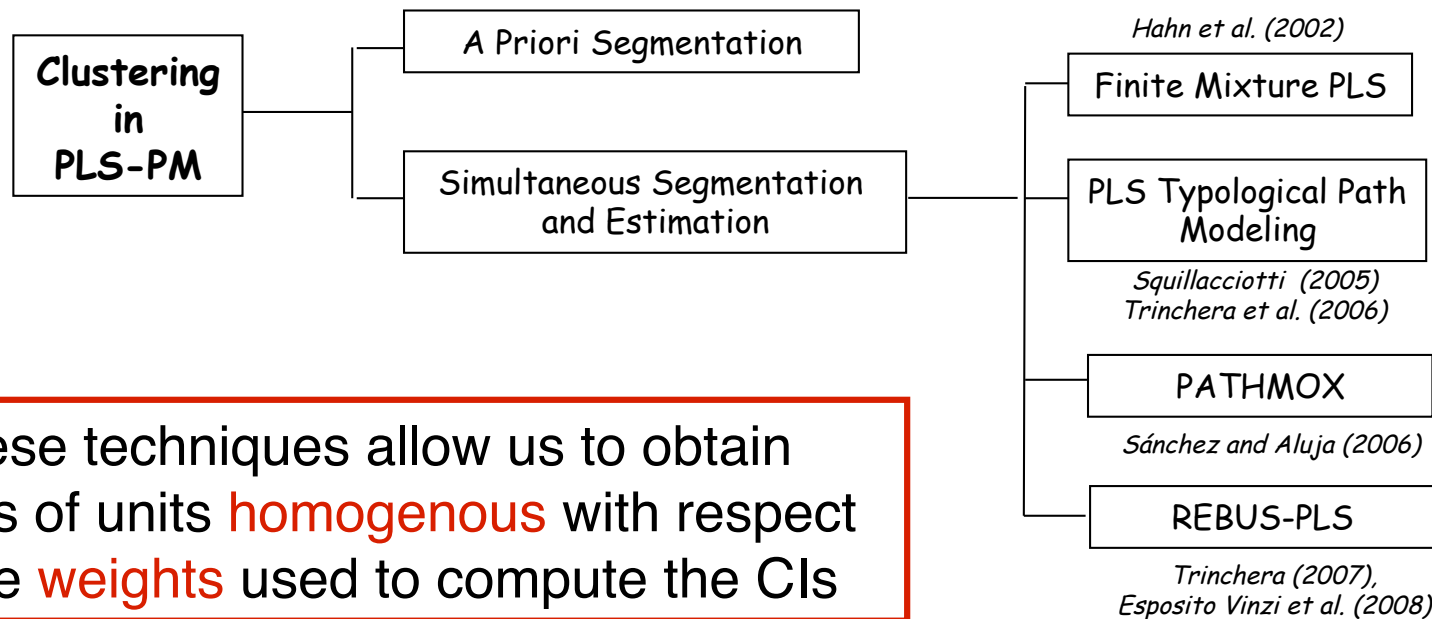 Clustering
in
PLS-PM
A Priori Segmentation
Simultaneous Segmentation
and Estimation
Hahn et al. (2002)
Finite Mixture PLS
PLS Typological Path
Modeling
Squillacciotti (2005)
Trinchera et al. (2006)
PATHMOX
Sánchez and Aluja (2006)
REBUS-PLS
Trinchera (2007),
Esposito Vinzi et al. (2008)
techniques allow us to obtain
of units homogenous with respect
weights used to compute the CIs